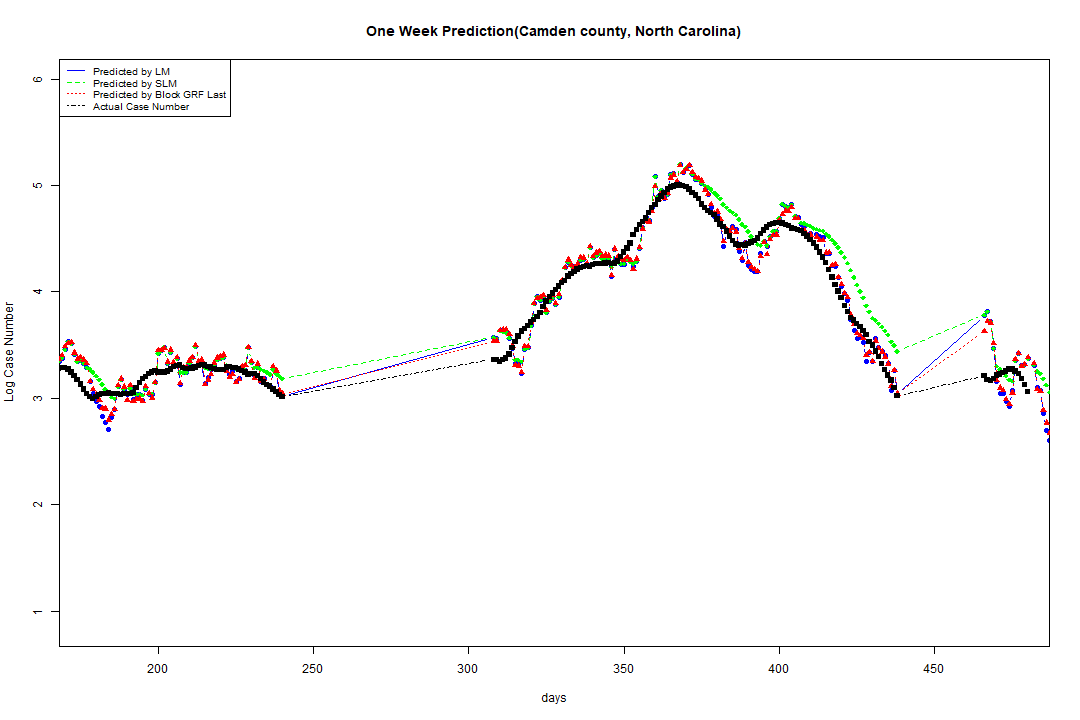 One Week Prediction(Camden county, North Carolina)
Predicted by LM
Predicted by SLM
Predicted by Block GRF Last
Actual Case Number
Log Case Number
6
5
4
3
2
1
200 250 300 350 400 450
days